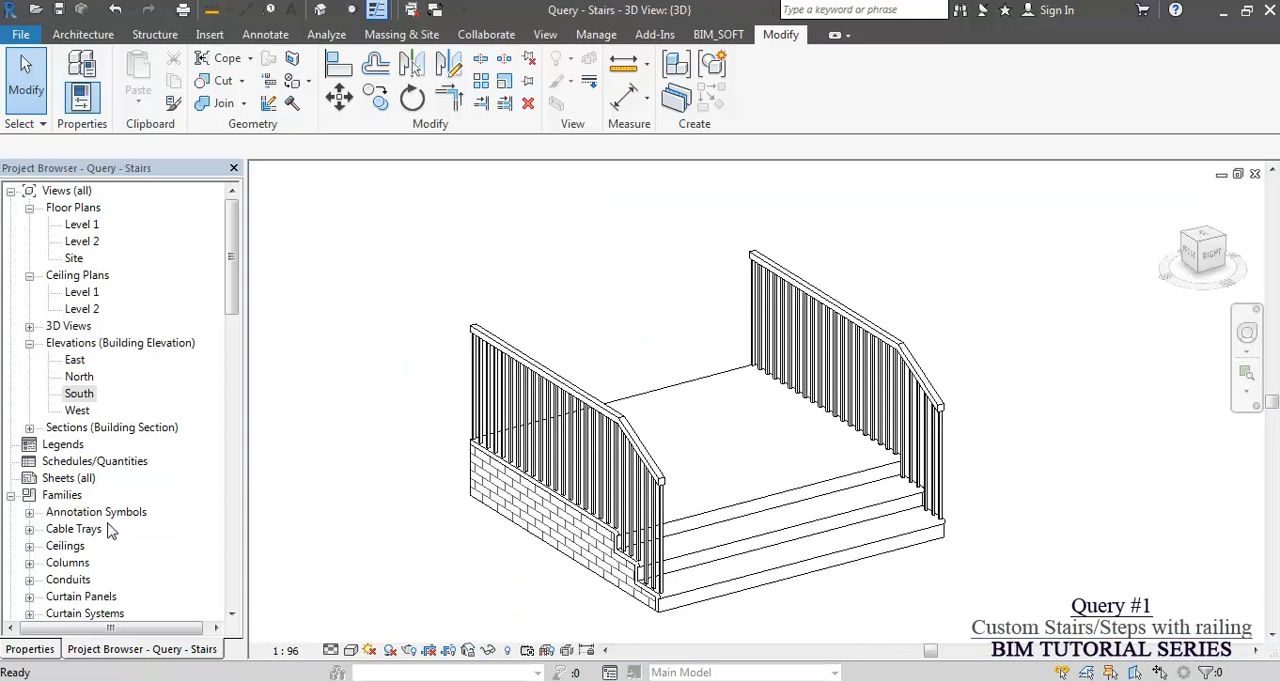 Query - Stairs - 3D View: {3D}
Type a keyword or phrase
Sign In
File Architecture Structure Insert Annotate Analyze Massing & Site Collaborate View Manage Add-Ins BIM_SOFT Modify
Modify
Paste
Cope
Cut
Join
Select Properties Clipboard Geometry Modify View Measure Create
Project Browser - Query - Stairs
Views (all)
Floor Plans
Level 1
Level 2
Site
Ceiling Plans
Level 1
Level 2
3D Views
Elevations (Building Elevation)
East
North
South
West
Sections (Building Section)
Legends
Schedules/Quantities
Sheets (all)
Families
Annotation Symbols
Cable Trays
Ceilings
Columns
Conduits
Curtain Panels
Curtain Systems
RIGHT
Query #1
Custom Stairs/Steps with railing
BIM TUTORIAL SERIES
Properties Project Browser - Query - Stairs
1 : 96
Ready
:0
Main Model
:0